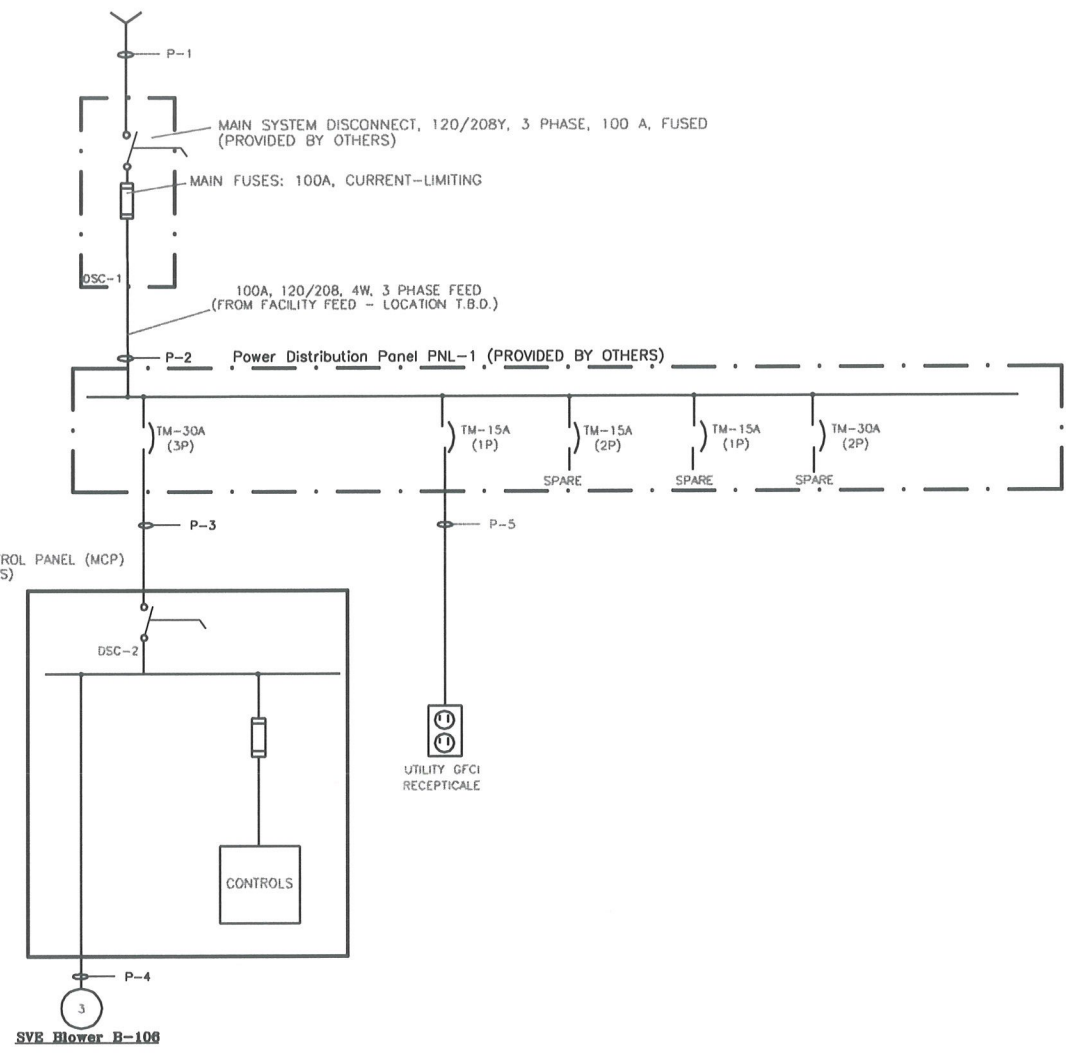 P-1
MAIN SYSTEM DISCONNECT, 120/208Y, 3 PHASE, 100 A, FUSED
(PROVIDED BY OTHERS)
MAIN FUSES: 100A, CURRENT-LIMITING
DSC-1
100A, 120/208, 4W, 3 PHASE FEED
(FROM FACILITY FEED - LOCATION T.B.D.)
P-2
Power Distribution Panel PNL-1 (PROVIDED BY OTHERS)
TM-30A
(3P)
TM-15A
(1P)
TM-15A
(2P)
SPARE
TM-15A
(1P)
SPARE
TM-30A
(2P)
SPARE
P-3
P-5
ROL PANEL (MCP)
S)
DSC-2
UTILITY GFCI
RECEPTICALE
CONTROLS
P-4
3
SVE Blower B-106